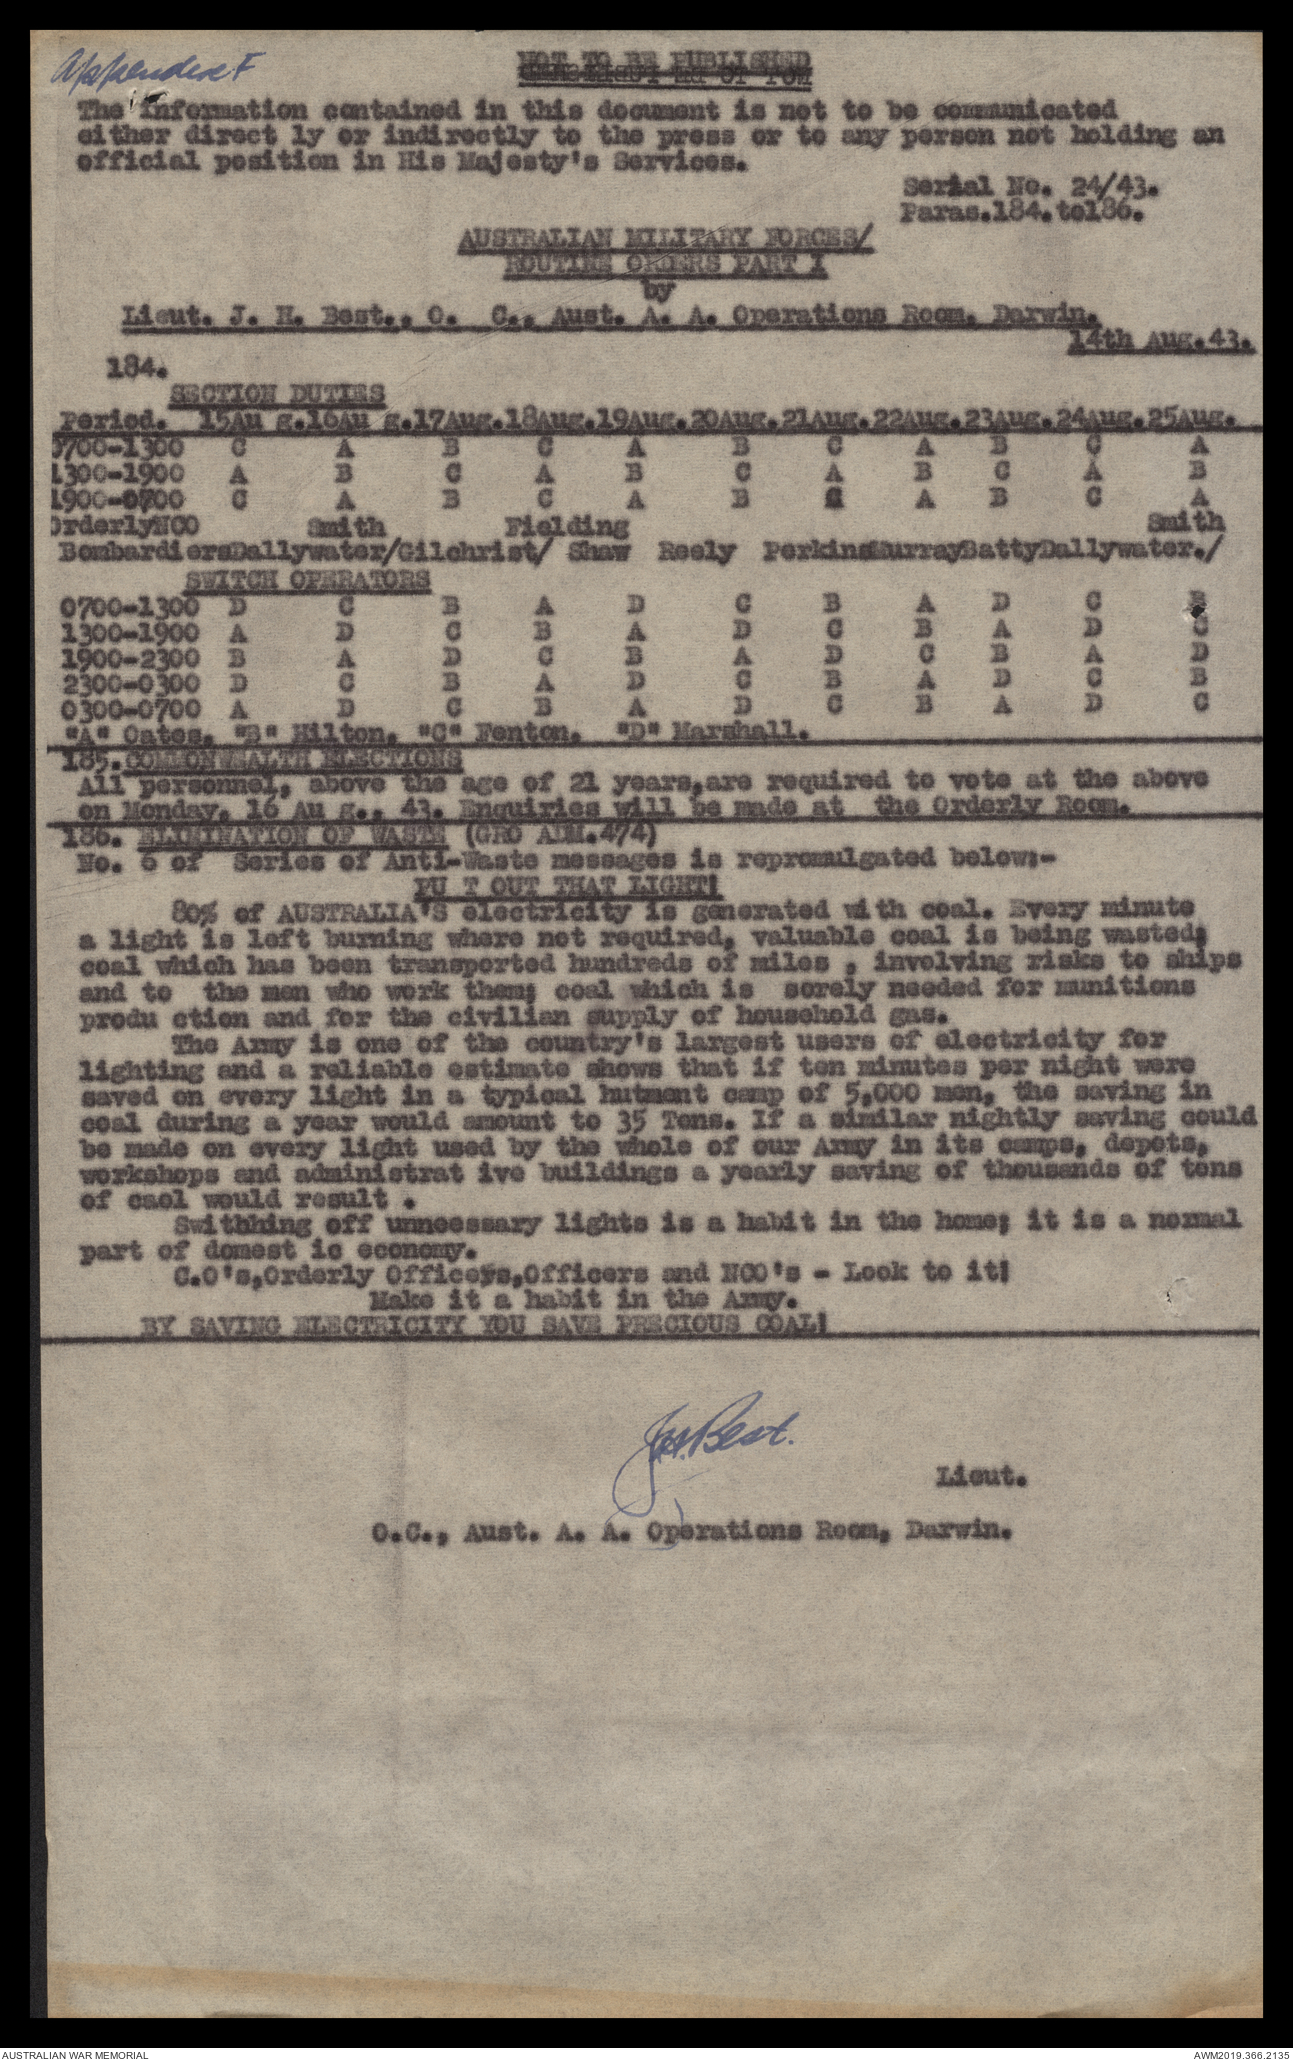 Appendix F
NOT TO BE PUBLISHED
The information contained in this document is not to be communicated
either direct ly or indirectly to the press or to any person not holding an
official position in His Majesty's Services.
Serial No. 24/43.
Paras.184.to186.
AUSTRALIAN MILITARY FORCES/
ROUTINE ORDERS PART I
by
Lieut. J. H. Best., O. C., Aust. A. A. Operations Room, Darwin.
14th Aug.43.
184.
SECTION DUTIES
Period. 15Au g.16Au g.17Aug.18Aug.19Aug.20Aug.21Aug.22Aug.23Aug.24Aug.25Aug.
0700-1300 C A B C A B C A B C A
1300-1900 A B C A B C A B C A B
1900-0700 C A B C A B C A B C A
OrderlyNCO Smith Fielding Smith
BombardiersDallywater/Gilchrist/ Shaw Reely PerkinsMurrayBattyDallywater./
SWITCH OPERATORS
0700-1300 D C B A D C B A D C B
1300-1900 A D C B A D C B A D C
1900-2300 B A D C B A D C B A D
2300-0300 D C B A D C B A D C B
0300-0700 A D C B A D C B A D C
"A" Oates. "B" Hilton. "C" Fenton. "D" Marshall.
185.COMMONWEALTH ELECTIONS
All personnel, above the age of 21 years,are required to vote at the above
on Monday, 16 Au g., 43. Enquiries will be made at the Orderly Room.
186. ELIMINATION OF WASTE (GRO ADM.474)
No. 6 of Series of Anti-Waste messages is repromulgated below:-
PU T OUT THAT LIGHT!
80% of AUSTRALIA'S electricity is generated with coal. Every minute
a light is left burning where not required, valuable coal is being wasted;
coal which has been transported hundreds of miles , involving risks to ships
and to the men who work them; coal which is sorely needed for munitions
produ ction and for the civilian supply of household gas.
The Army is one of the country's largest users of electricity for
lighting and a reliable estimate shows that if ten minutes per night were
saved on every light in a typical hutment camp of 5,000 men, the saving in
coal during a year would amount to 35 Tons. If a similar nightly saving could
be made on every light used by the whole of our Army in its camps, depots,
workshops and administrat ive buildings a yearly saving of thousands of tons
of caol would result .
Swithhing off unnecssary lights is a habit in the home; it is a normal
part of domest ic economy.
C.O's,Orderly Officers,Officers and NCO's - Look to it!
Make it a habit in the Army.
BY SAVING ELECTRICITY YOU SAVE PRECIOUS COAL!
J.H.Best.
Lieut.
O.C., Aust. A. A. Operations Room, Darwin.
AUSTRALIAN WAR MEMORIAL
AWM2019.366.2135